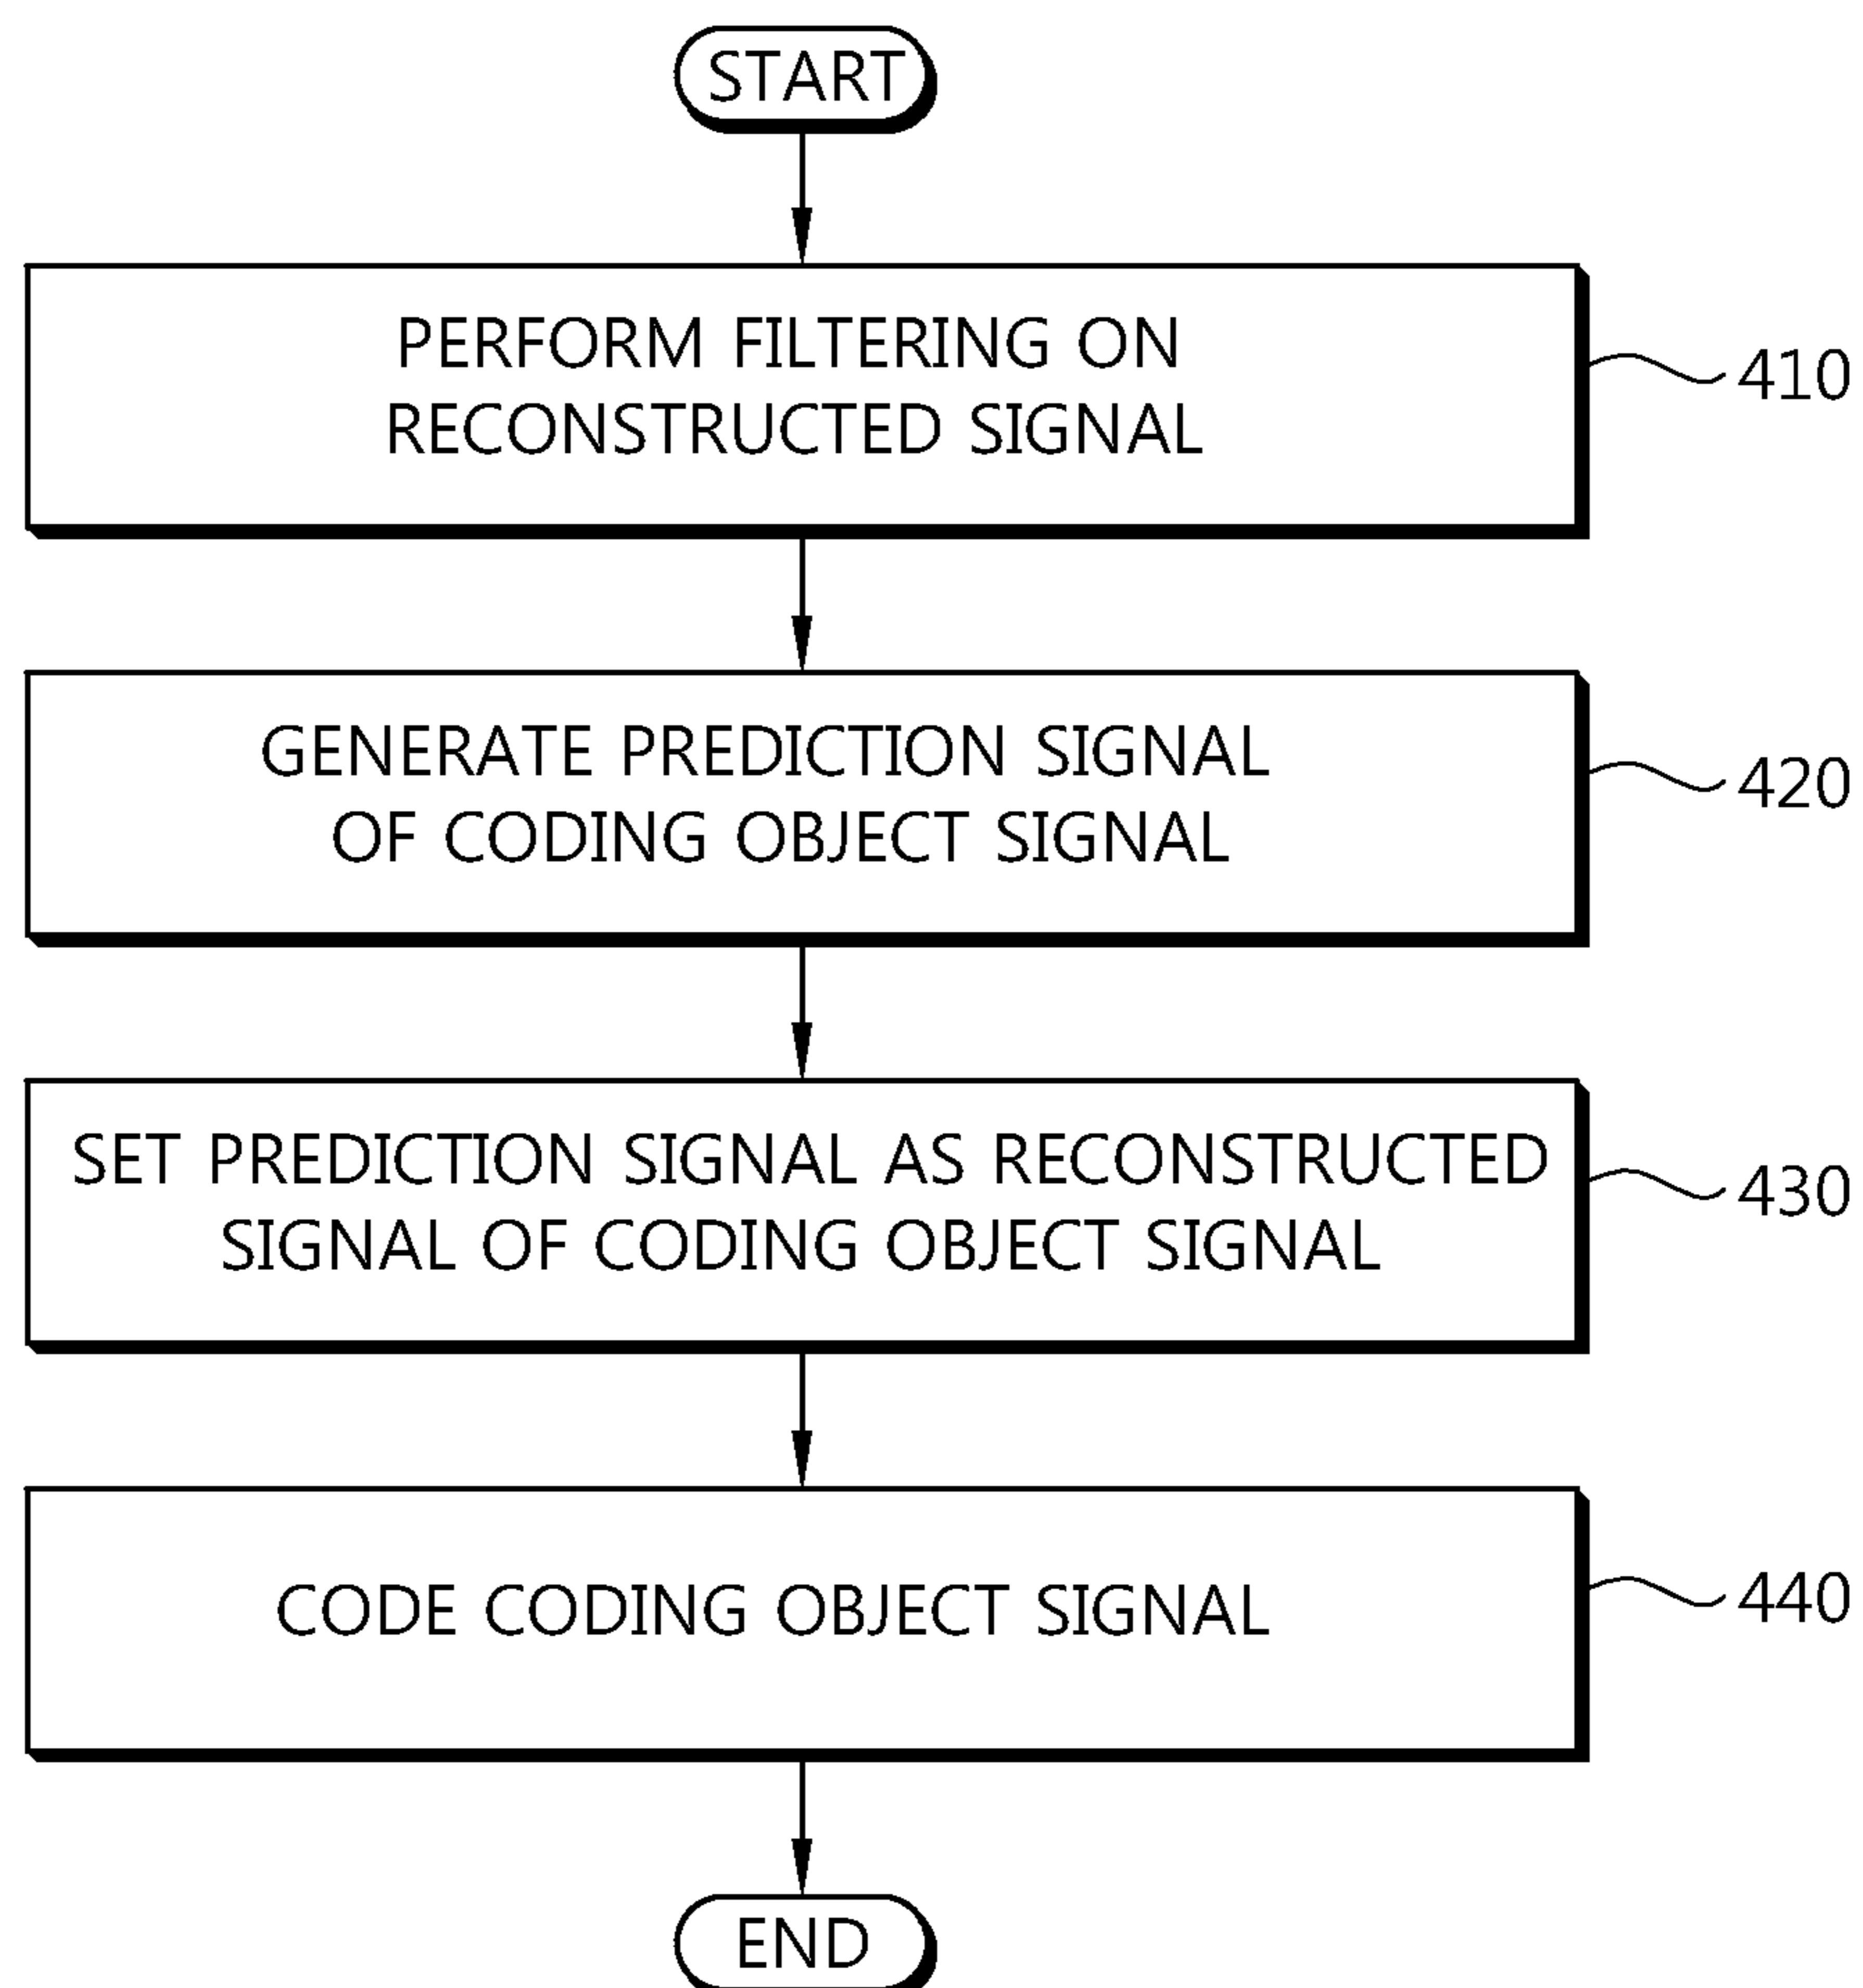 START
PERFORM FILTERING ON
RECONSTRUCTED SIGNAL
410
GENERATE PREDICTION SIGNAL
OF CODING OBJECT SIGNAL
420
SET PREDICTION SIGNAL AS RECONSTRUCTED
SIGNAL OF CODING OBJECT SIGNAL
430
CODE CODING OBJECT SIGNAL
440
END